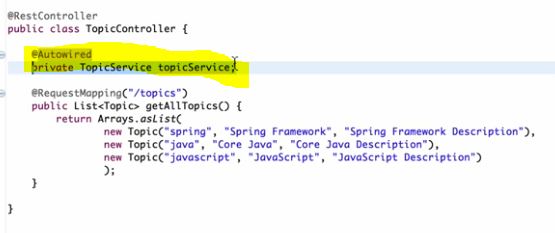 @RestController
public class TopicController {
@Autowired
private TopicService topicService;
@RequestMapping("/topics")
public List<Topic> getAllTopics() {
return Arrays.asList(
new Topic("spring", "Spring Framework", "Spring Framework Description"),
new Topic("java", "Core Java", "Core Java Description"),
new Topic("javascript", "JavaScript", "JavaScript Description")
);
}
}